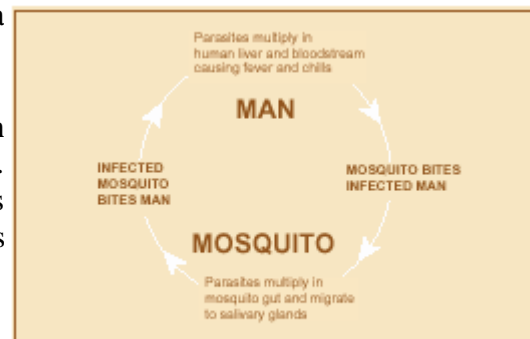 Parasites multiply in
human liver and bloodstream
causing fever and chills
MAN
INFECTED
MOSQUITO
BITES MAN
MOSQUITO BITES
INFECTED MAN
MOSQUITO
Parasites multiply in
mosquito gut and migrate
to salivary glands